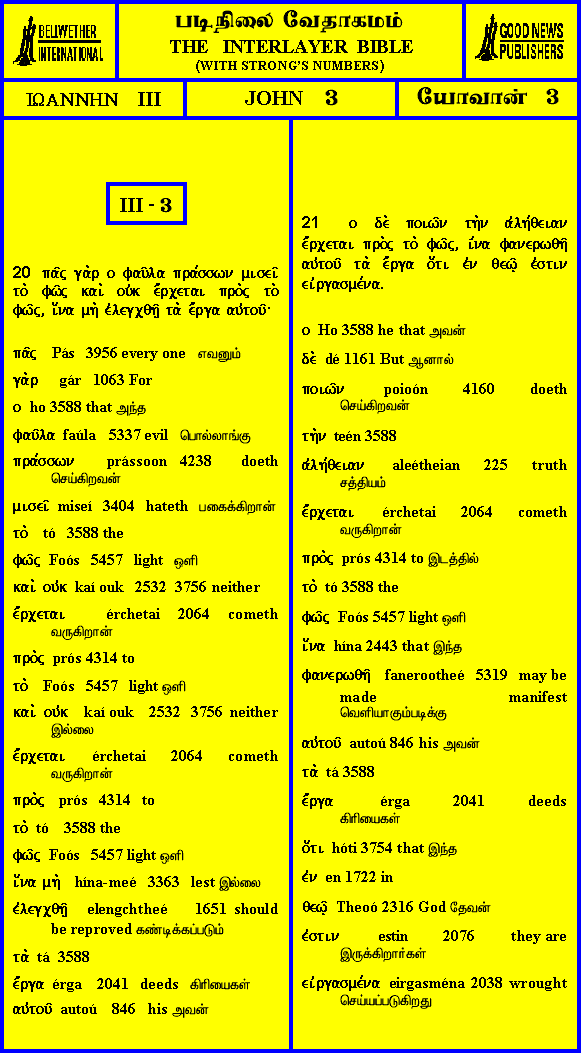 BELLWETHER
INTERNATIONAL
படிநிலை வேதாகமம்
THE INTERLAYER BIBLE
(WITH STRONG'S NUMBERS)
GOOD NEWS
PUBLISHERS
ΙΩΑΝΝΗΝ III
JOHN 3
யோவான் 3
III - 3
20 πᾶς γὰρ ο φαῦλα πράσσων μισεῖ
τὸ φῶς καὶ οὐκ ἔρχεται πρὸς τὸ
φῶς, ἵνα μὴ ἐλεγχθῇ τὰ ἔργα αὐτοῦ·
πᾶς Pás 3956 every one எவனும்
γὰρ gár 1063 For
ο ho 3588 that அந்த
φαῦλα faúla 5337 evil பொல்லாங்கு
πράσσων prássoon 4238 doeth
செய்கிறவன்
μισεῖ miseí 3404 hateth பகைக்கிறான்
τὸ tó 3588 the
φῶς Foós 5457 light ஒளி
καὶ οὐκ kaí ouk 2532 3756 neither
ἔρχεται érchetai 2064 cometh
வருகிறான்
πρὸς prós 4314 to
τὸ Foós 5457 light ஒளி
καὶ οὐκ kaí ouk 2532 3756 neither
இல்லை
ἔρχεται érchetai 2064 cometh
வருகிறான்
πρὸς prós 4314 to
τὸ tó 3588 the
φῶς Foós 5457 light ஒளி
ἵνα μὴ hína-meé 3363 lest இல்லை
ἐλεγχθῇ elengchtheé 1651 should
be reproved கண்டிக்கப்படும்
τὰ tá 3588
ἔργα érga 2041 deeds கிரியைகள்
αὐτοῦ autoú 846 his அவன்
21 ο δὲ ποιῶν τὴν ἀλήθειαν
ἔρχεται πρὸς τὸ φῶς, ἵνα φανερωθῇ
αὐτοῦ τὰ ἔργα ὅτι ἐν θεῷ ἐστιν
εἰργασμένα.
ο Ho 3588 he that அவன்
δὲ dé 1161 But ஆனால்
ποιῶν poioón 4160 doeth
செய்கிறவன்
τὴν teén 3588
ἀλήθειαν aleétheian 225 truth
சத்தியம்
ἔρχεται érchetai 2064 cometh
வருகிறான்
πρὸς prós 4314 to இடத்தில்
τὸ tó 3588 the
φῶς Foós 5457 light ஒளி
ἵνα hína 2443 that இந்த
φανερωθῇ fanerootheé 5319 may be
made manifest
வெளியாகும்படிக்கு
αὐτοῦ autoú 846 his அவன்
τὰ tá 3588
ἔργα érga 2041 deeds
கிரியைகள்
ὅτι hóti 3754 that இந்த
ἐν en 1722 in
θεῷ Theoó 2316 God தேவன்
ἐστιν estin 2076 they are
இருக்கிறார்கள்
εἰργασμένα eirgasména 2038 wrought
செய்யப்படுகிறது